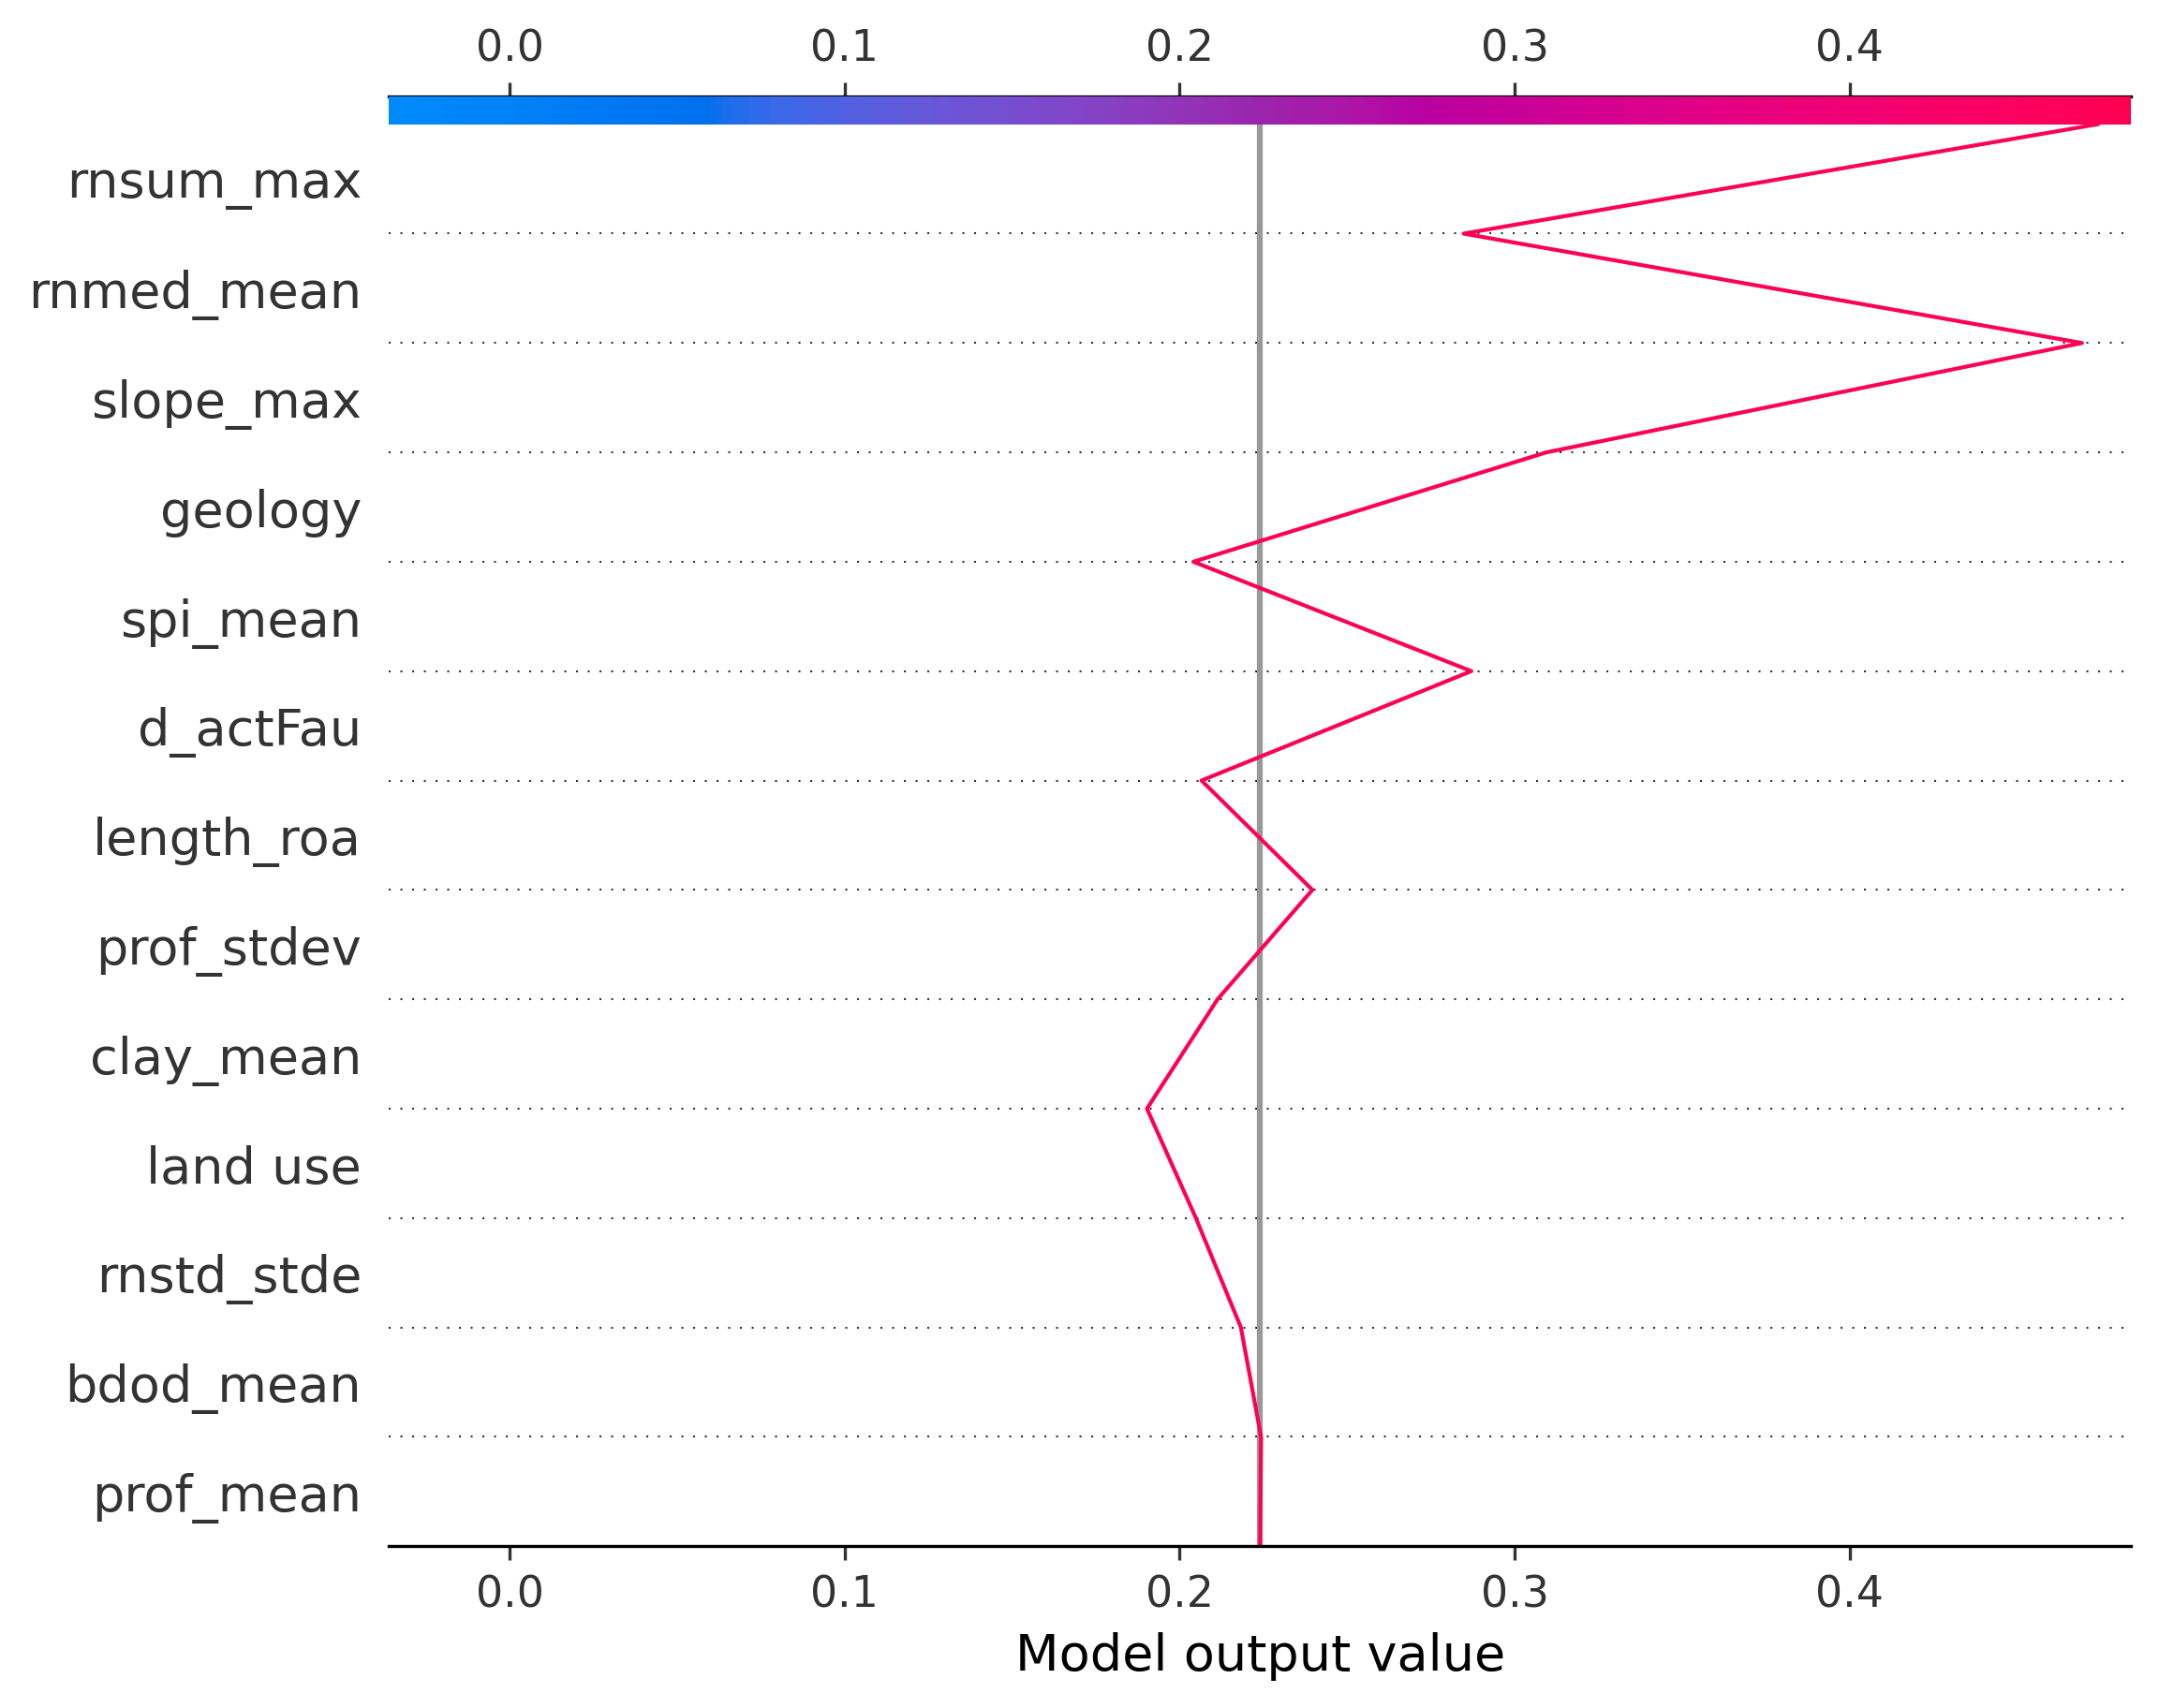 0.0 0.1 0.2 0.3 0.4
rnsum_max
rnmed_mean
slope_max
geology
spi_mean
d_actFau
length_roa
prof_stdev
clay_mean
land use
rnstd_stde
bdod_mean
prof_mean
0.0 0.1 0.2 0.3 0.4
Model output value